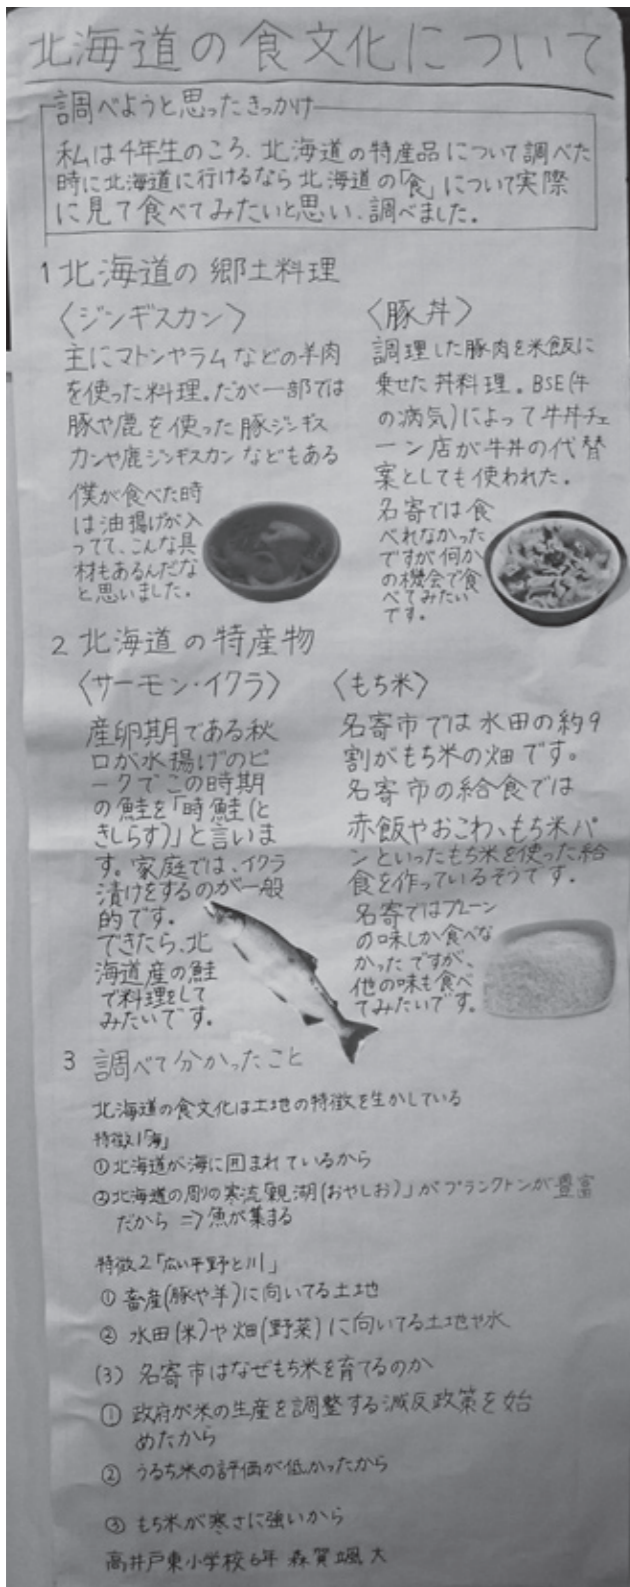 北海道の食文化について
調べようと思ったきっかけ
私は4年生のころ、北海道の特産品について調べた
時に北海道に行けるなら北海道の「食」について実際
に見て食べてみたいと思い、調べました。
1 北海道の郷土料理
〈ジンギスカン〉
主にマトンやラムなどの羊肉
を使った料理。だが一部では
豚や鹿を使った豚ジンギス
カンや鹿ジンギスカンなどもある
僕が食べた時
は油揚げが入
ってて、こんな具
材もあるんだな
と思いました。
〈豚丼〉
調理した豚肉を米飯に
乗せた丼料理。BSE(牛
の病気)によって牛丼チェ
ーン店が牛丼の代替
案としても使われた。
名寄では食
べれなかった
ですが何か
の機会で食
べてみたい
です。
2 北海道の特産物
〈サーモン・イクラ〉
産卵期である秋
口が水揚げのピ
ークでこの時期
の鮭を「時鮭(と
きしらず)」と言いま
す。家庭では、イクラ
漬けをするのが一般
的です。
できたら、北
海道産の鮭
で料理をして
みたいです。
〈もち米〉
名寄市では水田の約9
割がもち米の畑です。
名寄市の給食では
赤飯やおこわ、もち米パ
ンといったもち米を使った給
食を作っているそうです。
名寄ではプレーン
の味しか食べな
かったですが、
他の味も食べ
てみたいです。
3 調べて分かったこと
北海道の食文化は土地の特徴を生かしている
特徴1「海」
①北海道が海に囲まれているから
②北海道の周りの寒流「親湖(おやしお)」がプランクトンが豊富
だから ⇒魚が集まる
特徴2「広い平野と川」
① 畜産(豚や羊)に向いてる土地
② 水田(米)や畑(野菜)に向いてる土地や水
(3) 名寄市はなぜもち米を育てるのか
① 政府が米の生産を調整する減反政策を始
めたから
② うるち米の評価が低かったから
③ もち米が寒さに強いから
高井戸東小学校6年 森賀颯大